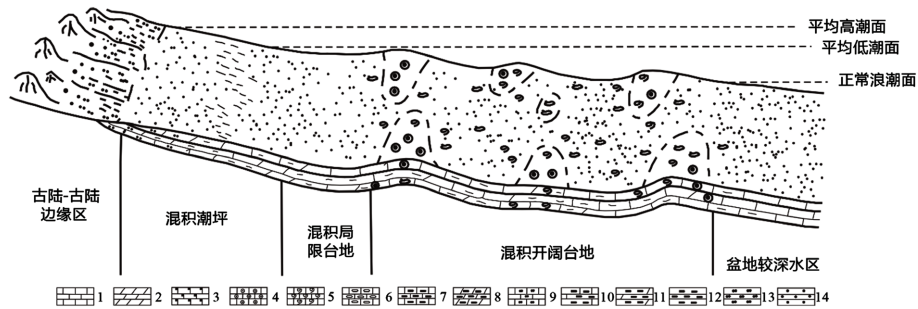 平均高潮面
平均低潮面
正常浪潮面
古陆-古陆
边缘区
混积潮坪
混积局
限台地
混积开阔台地
盆地较深水区
1 2 3 4 5 6 7 8 9 10 11 12 13 14